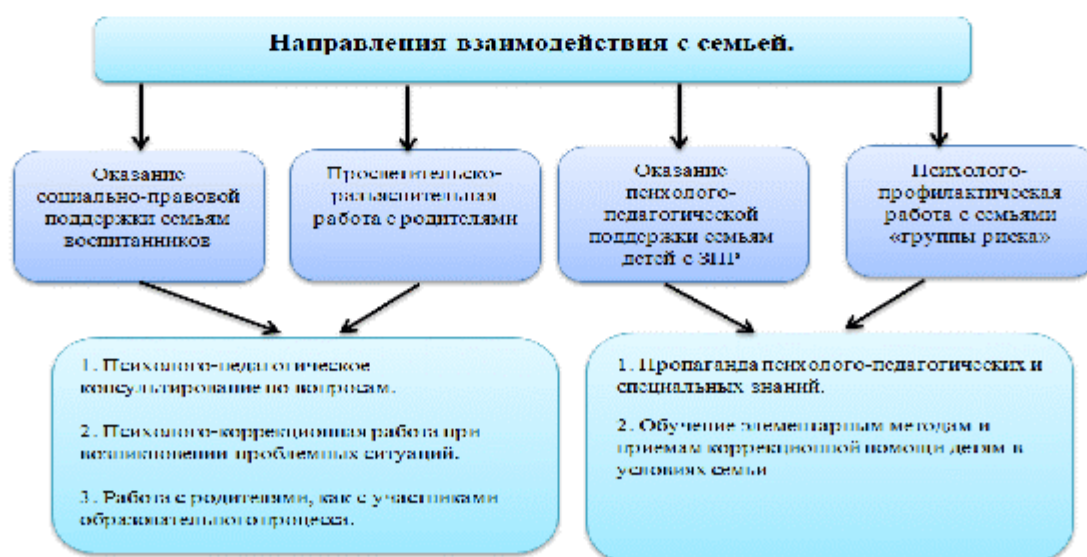 Направления взаимодействия с семьей.
Оказание
социально-правовой
поддержки семьям
воспитанников
Просветительско-
разъяснительная
работа с родителями
Оказание
психолого-
педагогической
поддержки семьям
детей с ЗПР
Психолого-
профилактическая
работа с семьями
«группы риска»
1. Психолого-педагогическое
консультирование по вопросам.
2. Психолого-коррекционная работа при
возникновении проблемных ситуаций.
3. Работа с родителями, как с участниками
образовательного процесса.
1. Пропаганда психолого-педагогических и
специальных знаний.
2. Обучение элементарным методам и
приемам коррекционной помощи детям в
условиях семьи